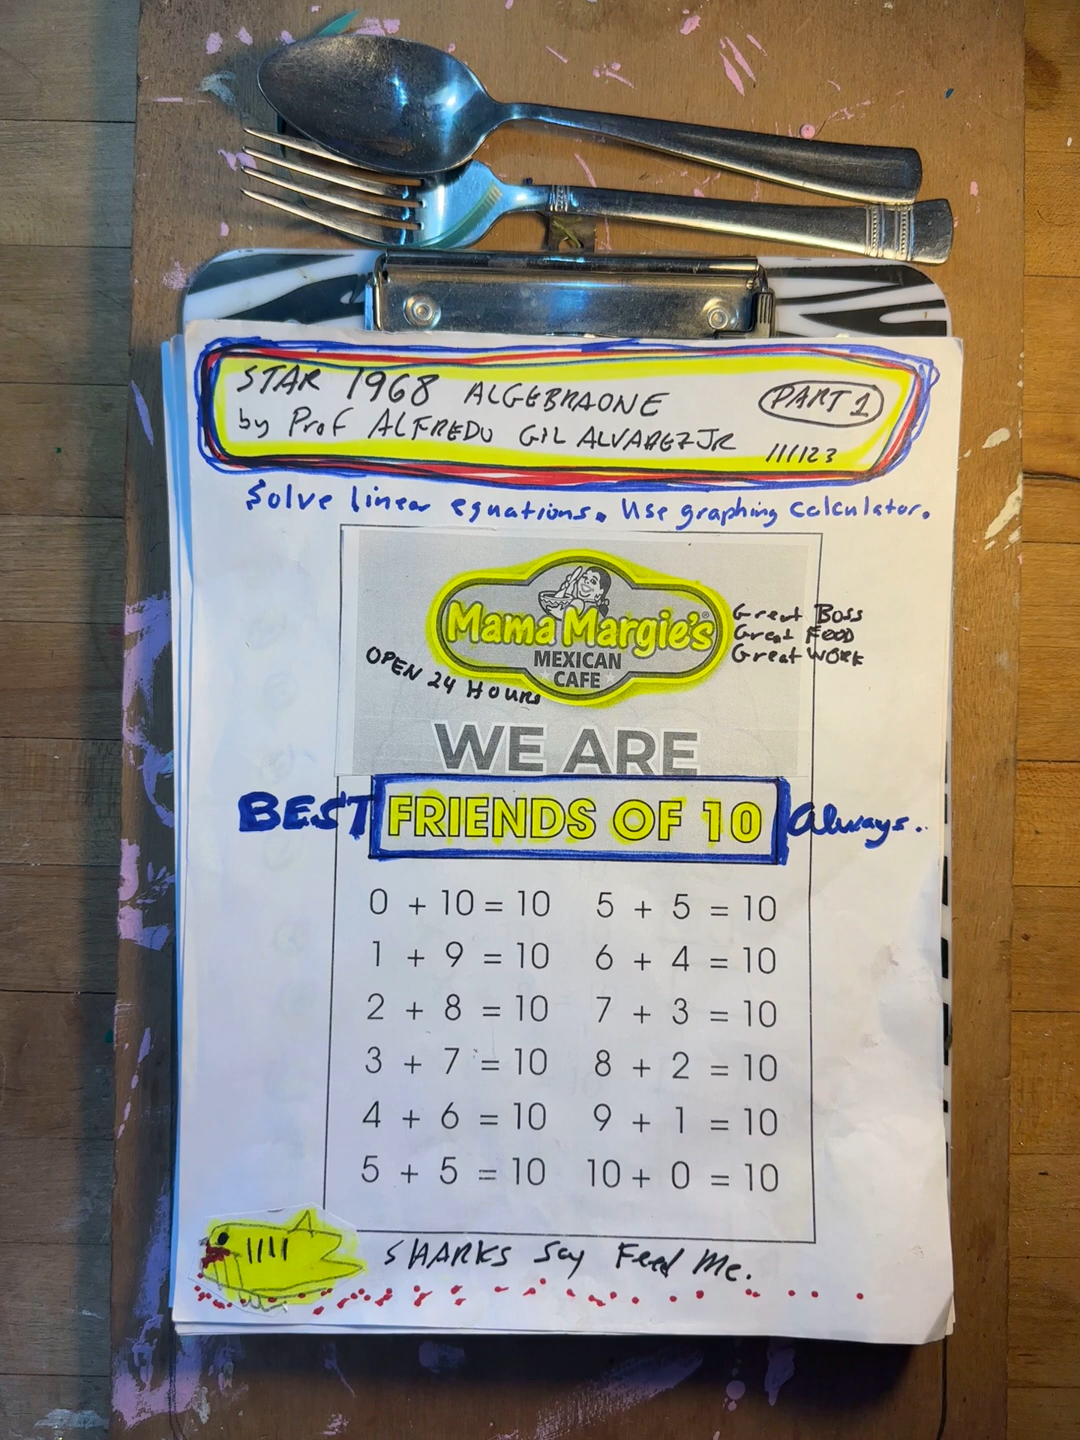 STAR 1968 ALGEBRAONE
PART 1
by Prof ALFREDO GIL ALVAREZ JR 1/1/23
Solve linear equations. Use graphing calculator.
Mama Margie's®
MEXICAN
CAFE
Great Boss
Great FOOD
Great WORK
OPEN 24 HOURS
WE ARE
BEST FRIENDS OF 10 Always..
0 + 10 = 10 5 + 5 = 10
1 + 9 = 10 6 + 4 = 10
2 + 8 = 10 7 + 3 = 10
3 + 7 = 10 8 + 2 = 10
4 + 6 = 10 9 + 1 = 10
5 + 5 = 10 10 + 0 = 10
SHARKS Say Feed Me.